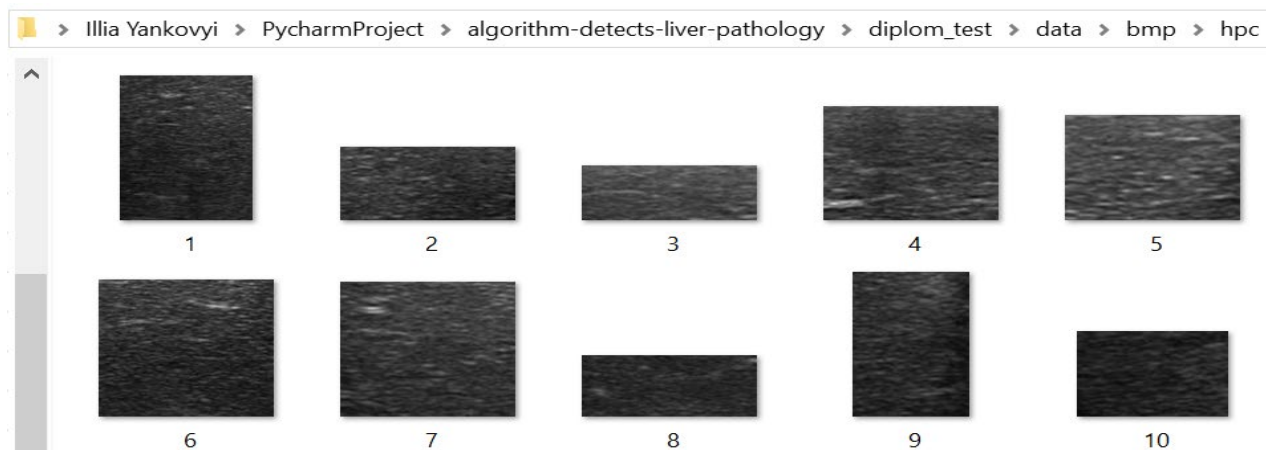 Illia Yankovyi > PycharmProject > algorithm-detects-liver-pathology > diplom_test > data > bmp > hpc
1 2 3 4 5
6 7 8 9 10